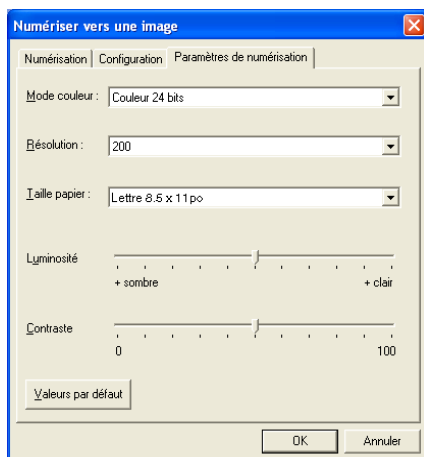 Numériser vers une image
Numérisation Configuration Paramètres de numérisation
Mode couleur : Couleur 24 bits
Résolution : 200
Taille papier : Lettre 8.5 x 11po
Luminosité
+ sombre + clair
Contraste
0 100
Valeurs par défaut
OK Annuler